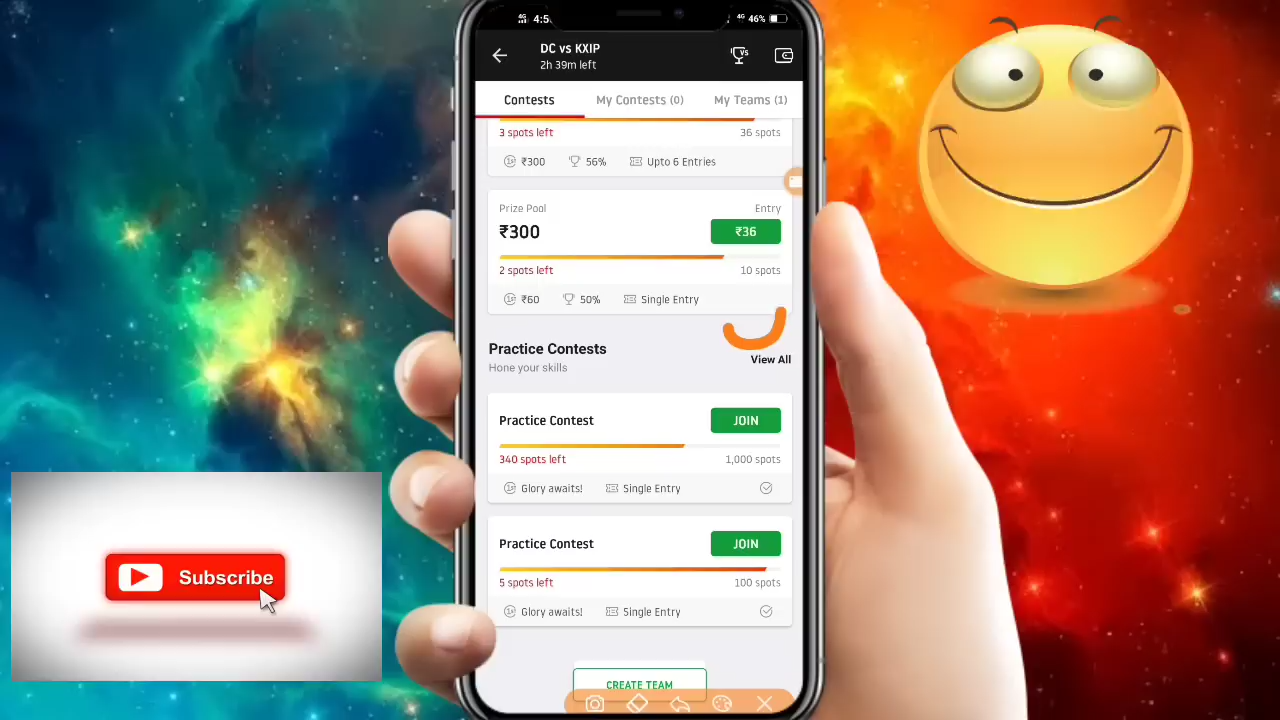 4G 4:5
4G 46%
DC vs KXIP
2h 39m left
VS
Contests
My Contests (0)
My Teams (1)
3 spots left
36 spots
₹300
56%
Upto 6 Entries
Prize Pool
Entry
₹300
₹36
2 spots left
10 spots
₹60
50%
Single Entry
Practice Contests
View All
Hone your skills
Practice Contest
JOIN
340 spots left
1,000 spots
Glory awaits!
Single Entry
Practice Contest
JOIN
5 spots left
100 spots
Glory awaits!
Single Entry
CREATE TEAM
Subscribe